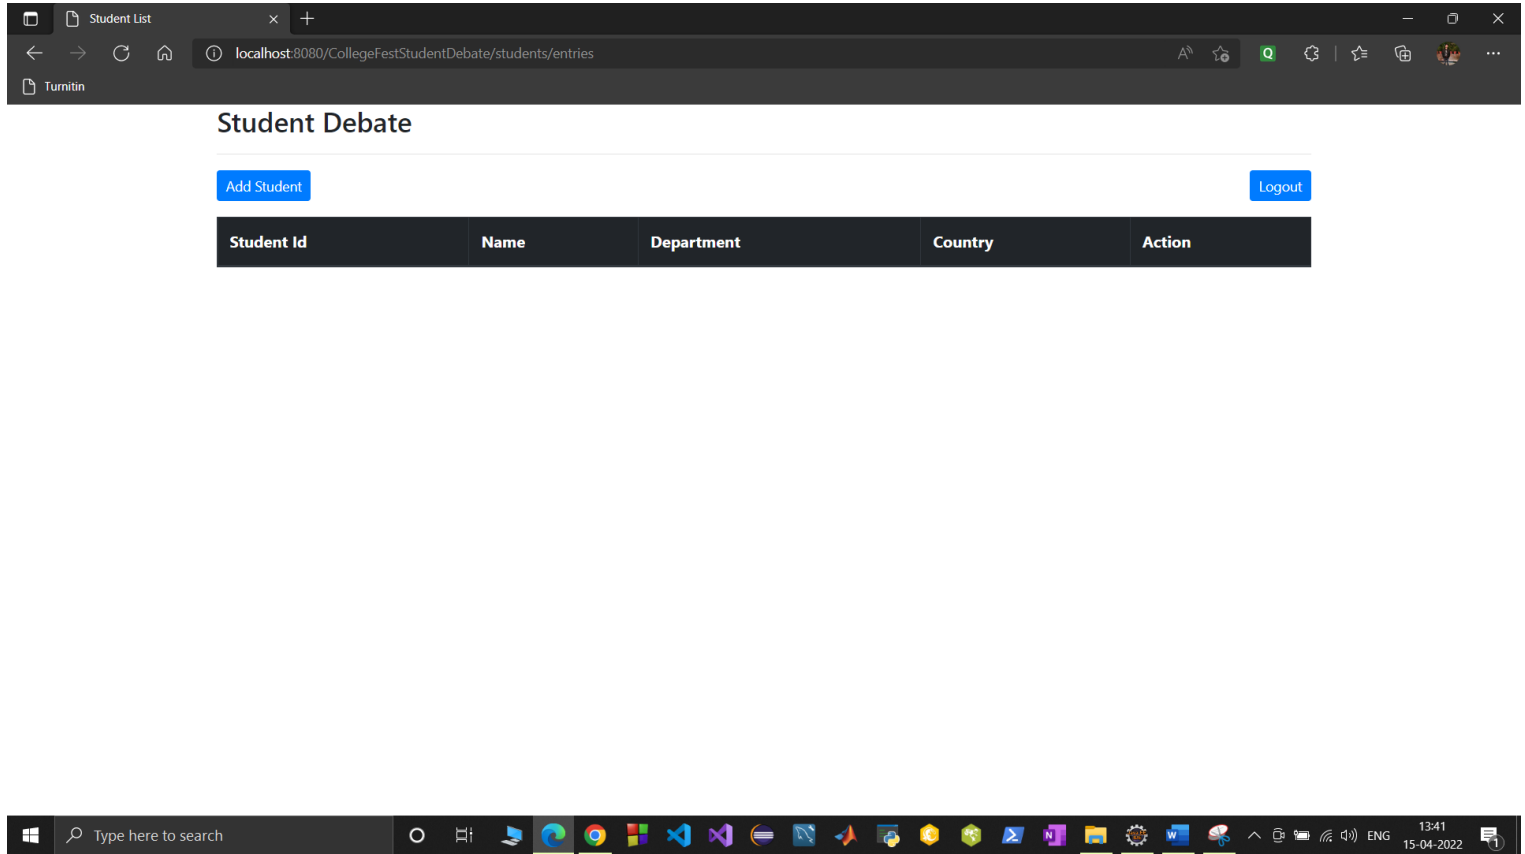 Student List
localhost:8080/CollegeFestStudentDebate/students/entries
Turnitin
Student Debate
Add Student
Logout
Student Id Name Department Country Action
Type here to search
ENG
13:41
15-04-2022